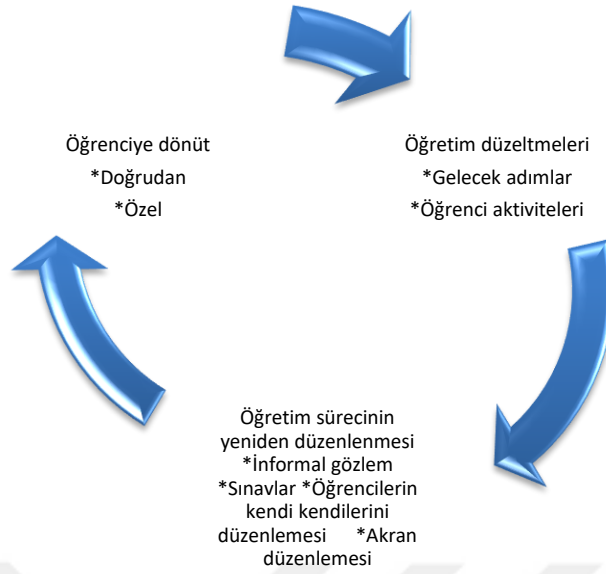 Öğrenciye dönüt
*Doğrudan
*Özel
Öğretim düzeltmeleri
*Gelecek adımlar
*Öğrenci aktiviteleri
Öğretim sürecinin
yeniden düzenlenmesi
*İnformal gözlem
*Sınavlar *Öğrencilerin
kendi kendilerini
düzenlemesi *Akran
düzenlemesi